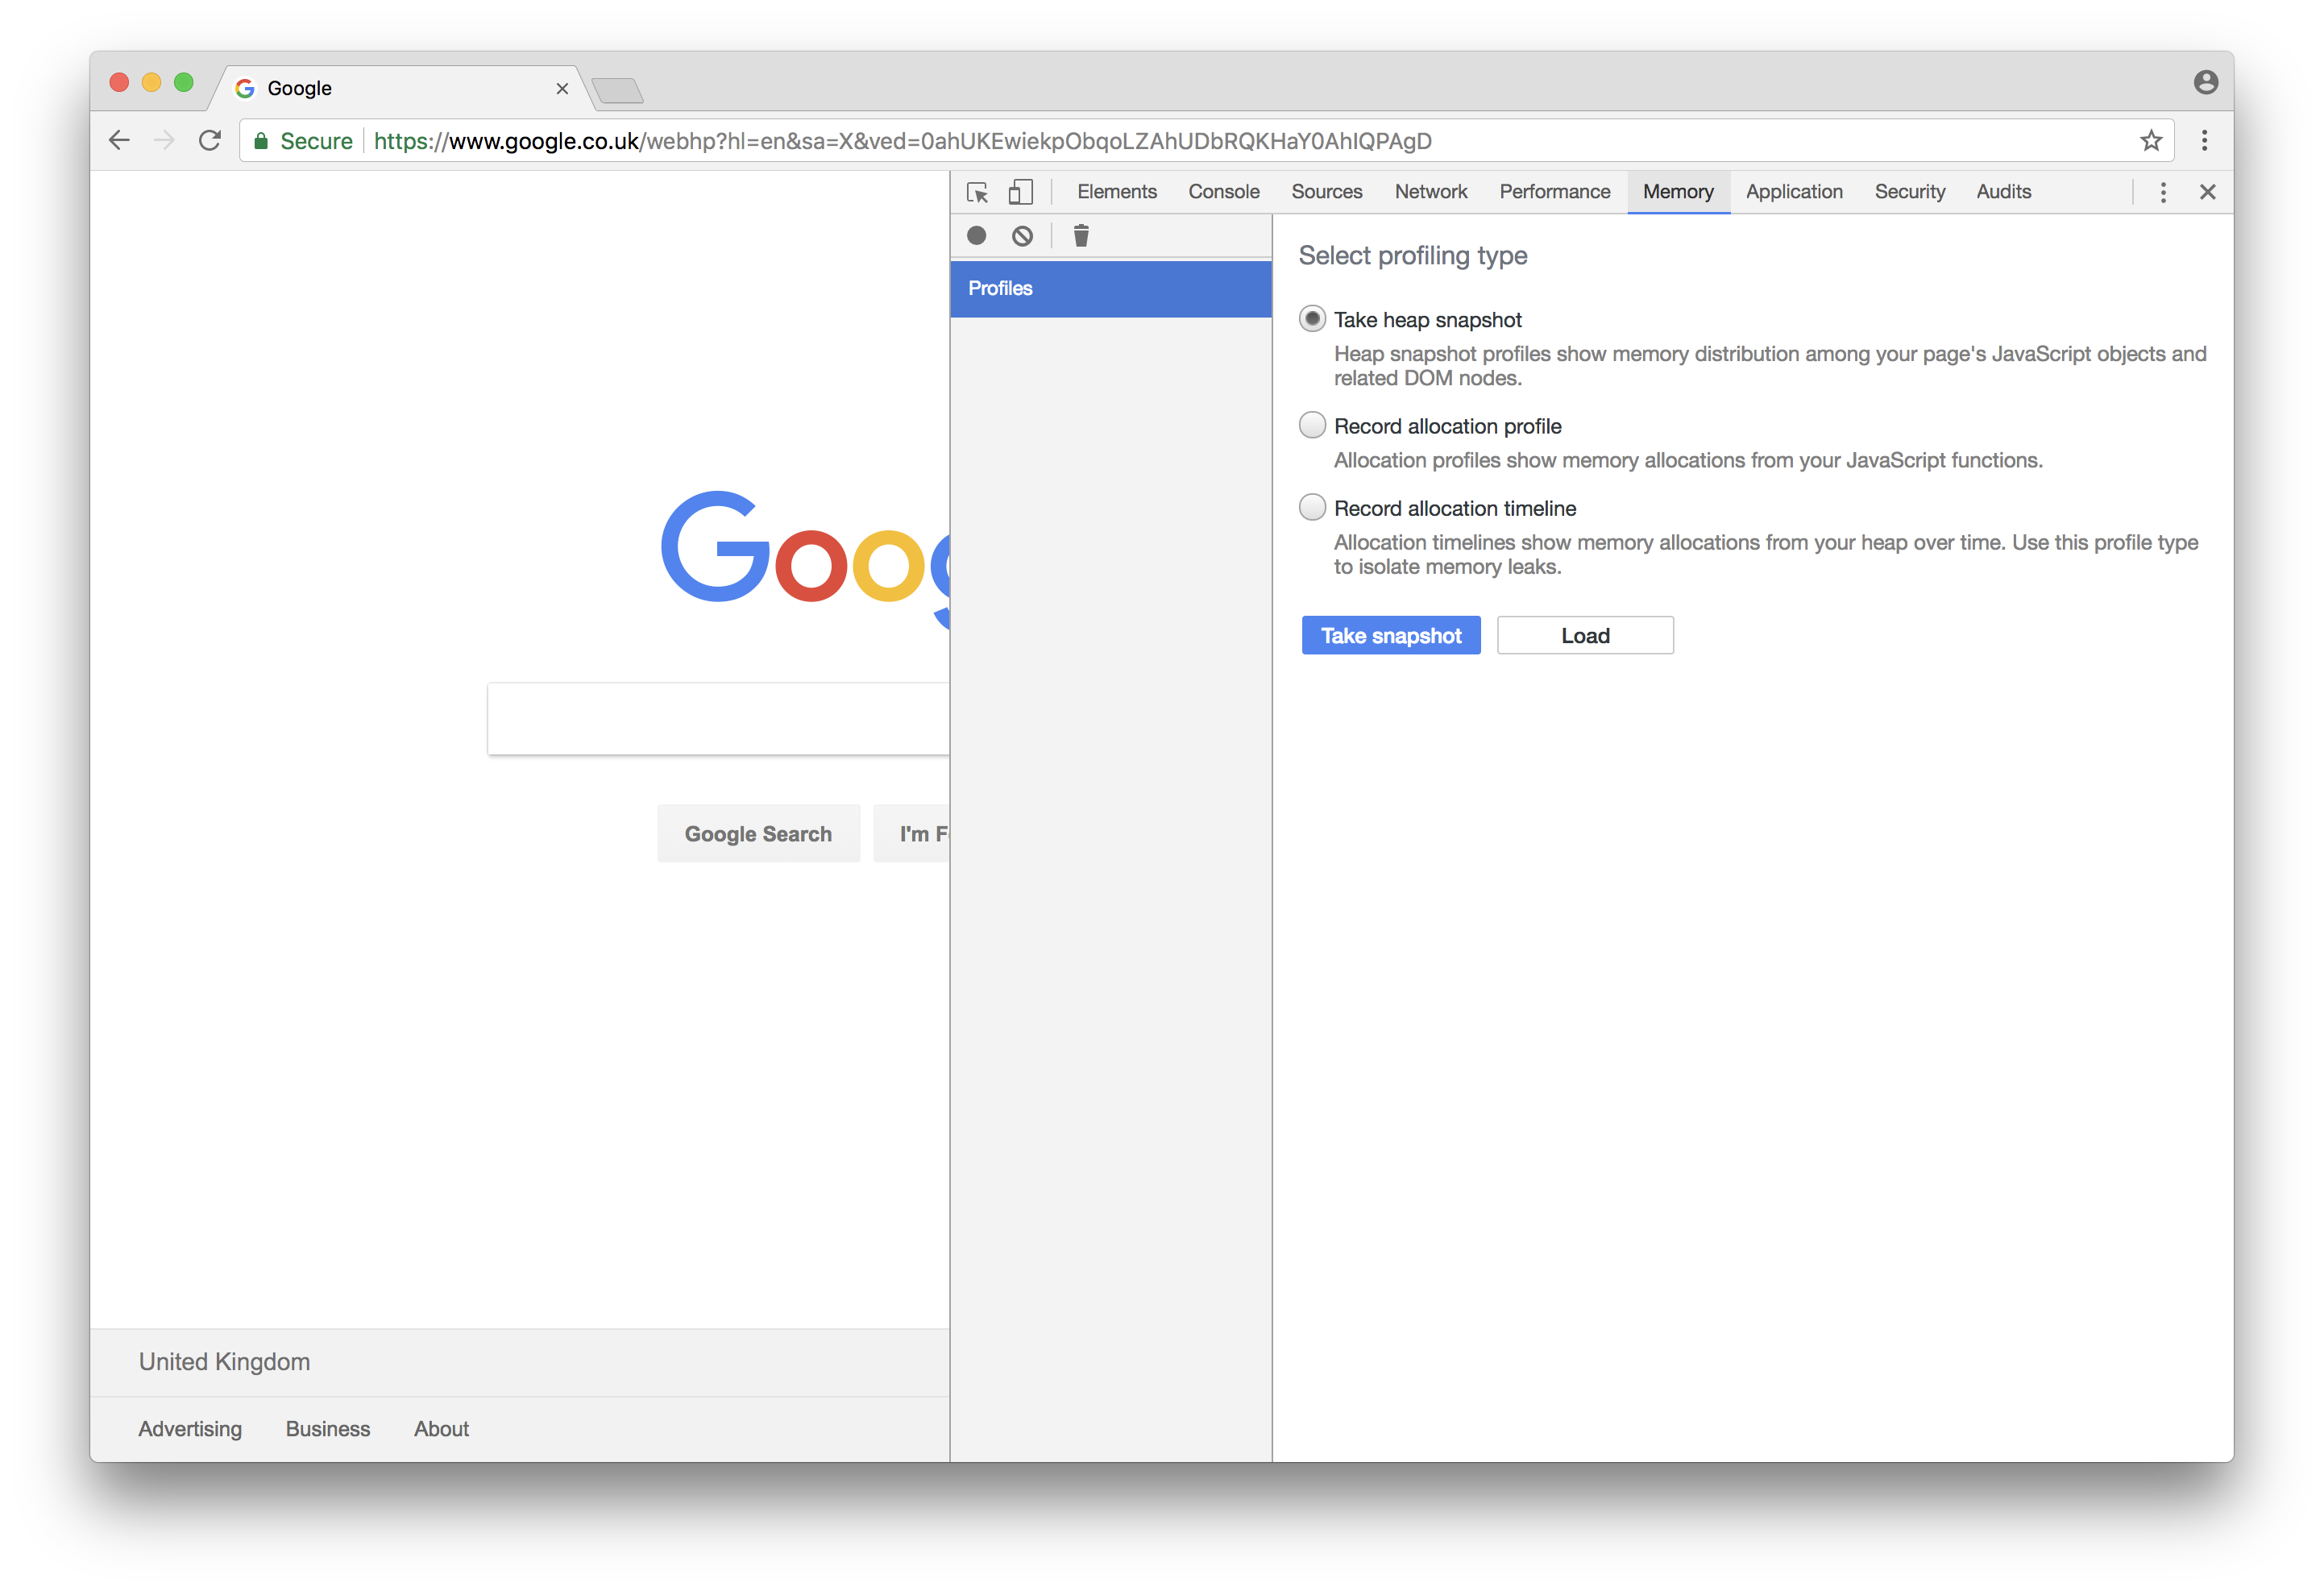 Google
Secure https://www.google.co.uk/webhp?hl=en&sa=X&ved=0ahUKEwiekpObqoLZAhUDbRQKHaY0AhIQPAgD
Elements Console Sources Network Performance Memory Application Security Audits
Profiles
Select profiling type
Take heap snapshot
Heap snapshot profiles show memory distribution among your page's JavaScript objects and
related DOM nodes.
Record allocation profile
Allocation profiles show memory allocations from your JavaScript functions.
Record allocation timeline
Allocation timelines show memory allocations from your heap over time. Use this profile type
to isolate memory leaks.
Take snapshot Load
Goog
Google Search I'm F
United Kingdom
Advertising Business About